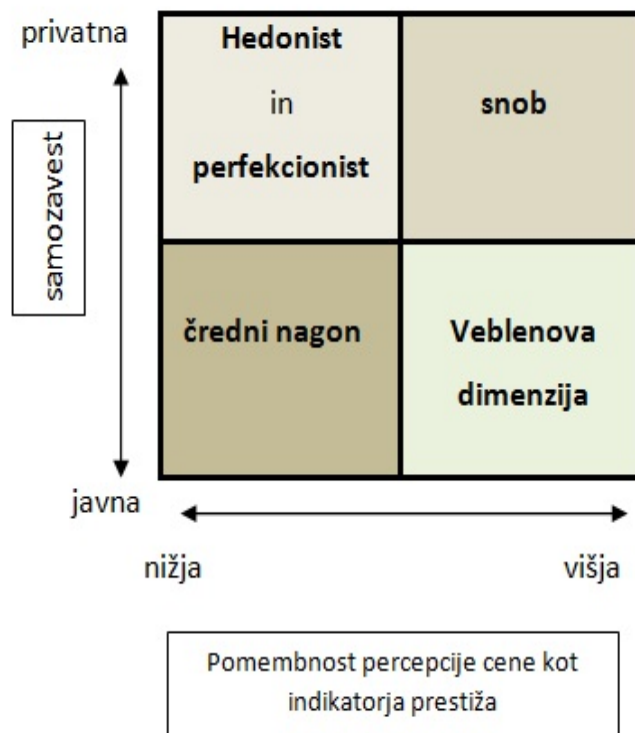 privatna
Hedonist
in
perfekcionist
snob
samozavest
čredni nagon
Veblenova
dimenzija
javna
nižja
višja
Pomembnost percepcije cene kot
indikatorja prestiža